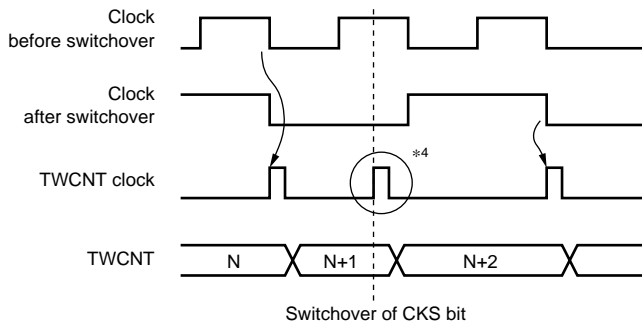 Clock
before switchover
Clock
after switchover
*4
TWCNT clock
TWCNT
N
N+1
N+2
Switchover of CKS bit